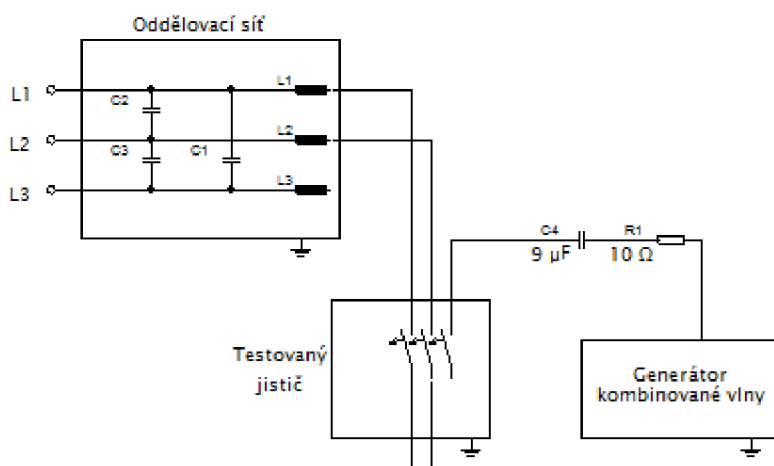 Oddělovací síť
L1
L1
C2
L2
L2
C3
C1
L3
L3
C4
R1
9 µF
10 Ω
Testovaný
jistič
Generátor
kombinované vlny